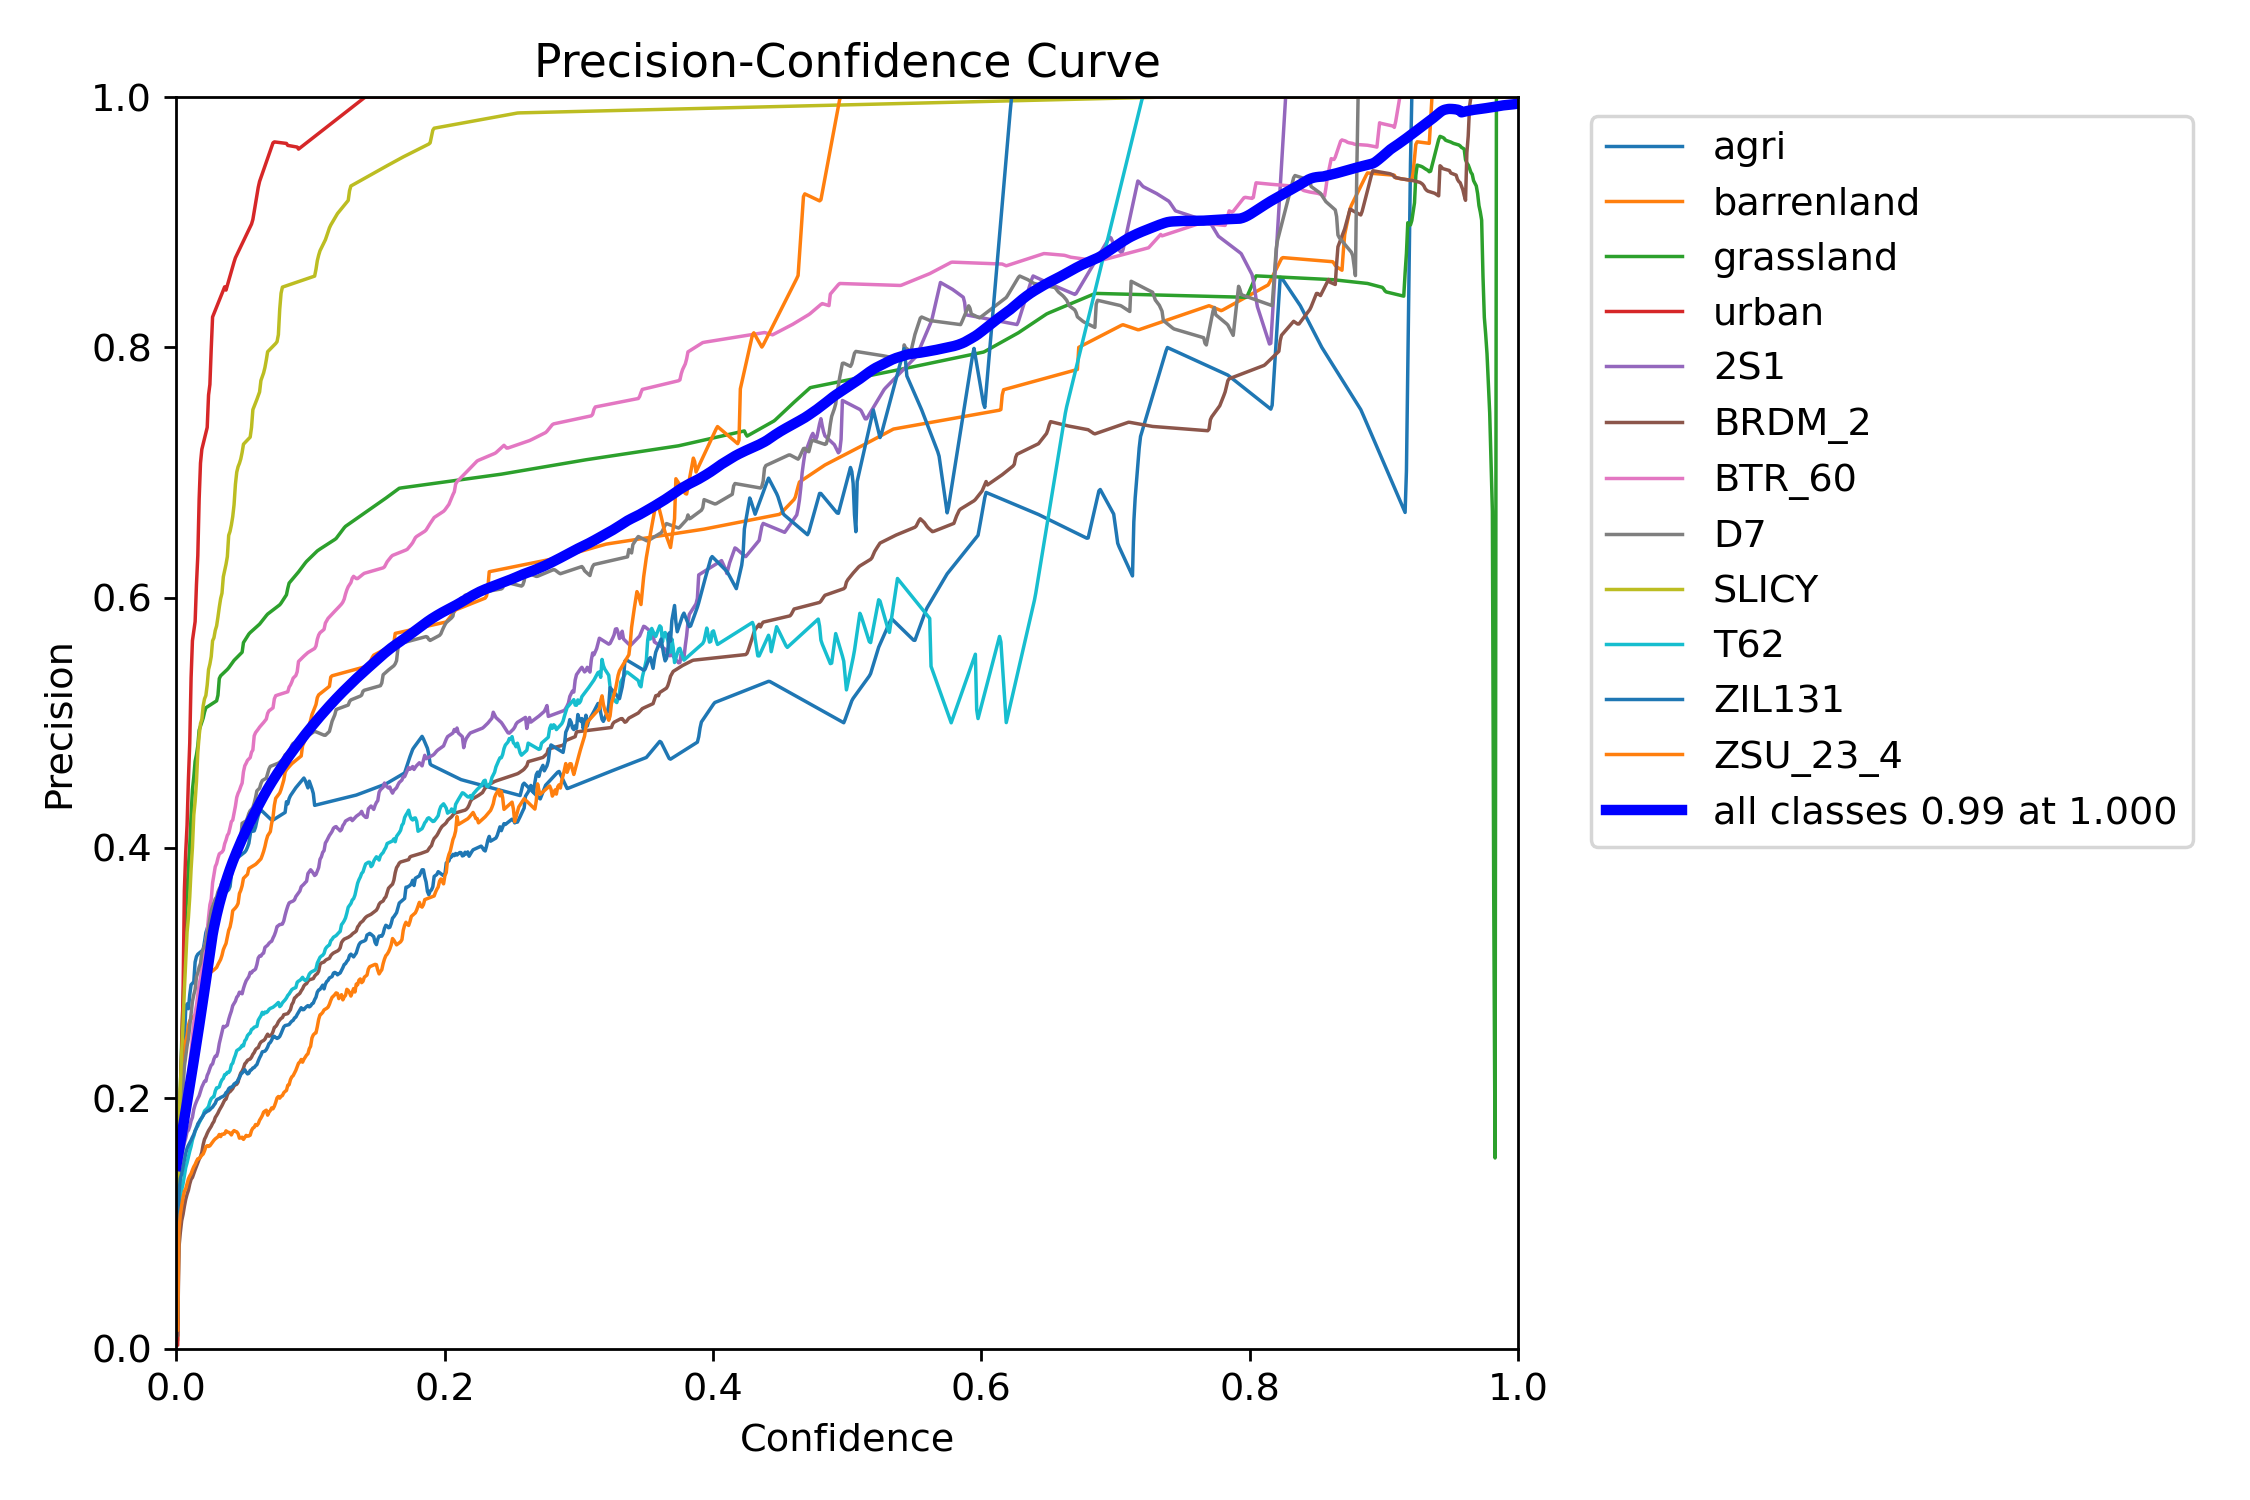 Precision-Confidence Curve
1.0
0.8
0.6
0.4
0.2
0.0
Precision
0.0 0.2 0.4 0.6 0.8 1.0
Confidence
agri
barrenland
grassland
urban
2S1
BRDM_2
BTR_60
D7
SLICY
T62
ZIL131
ZSU_23_4
all classes 0.99 at 1.000